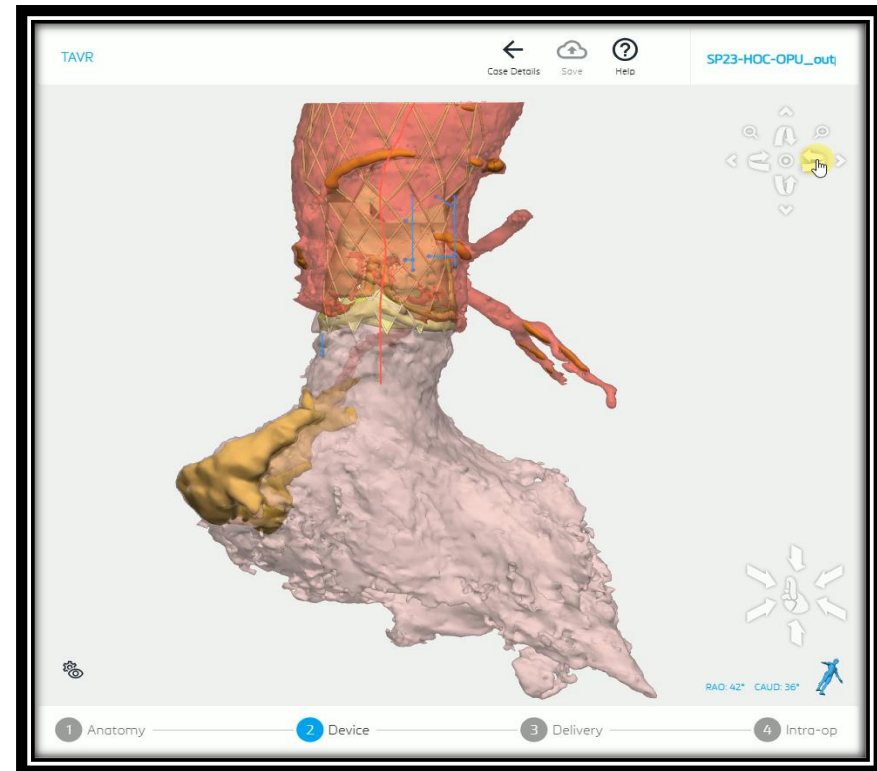 TAVR
Case Details
Save
Help
SP23-HOC-OPU_out
RAO: 42° CAUD: 36°
1 Anatomy
2 Device
3 Delivery
4 Intra-op